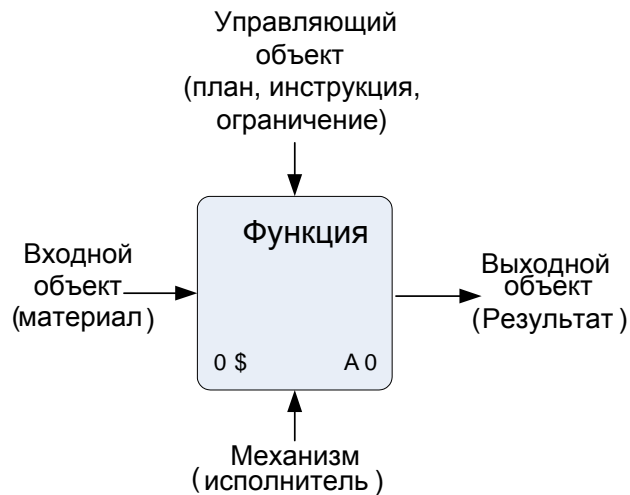 Управляющий
объект
(план, инструкция,
ограничение)
Функция
Входной
объект
(материал)
Выходной
объект
(Результат)
0 $
A 0
Механизм
(исполнитель)